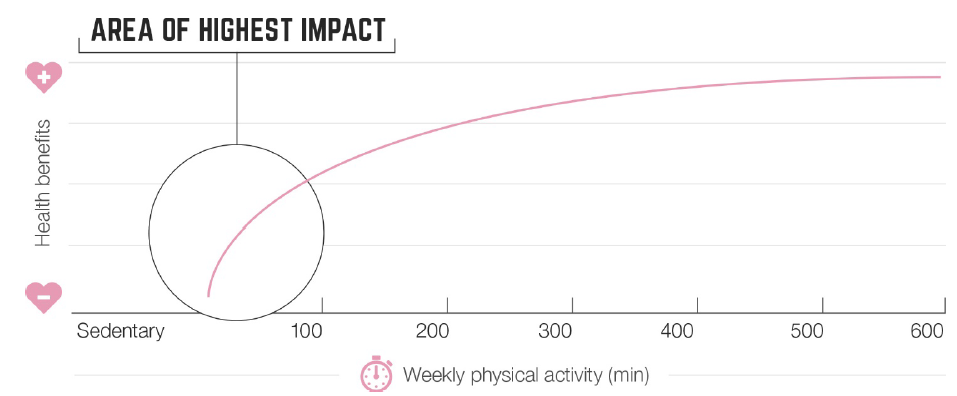 AREA OF HIGHEST IMPACT
Health benefits
Sedentary 100 200 300 400 500 600
Weekly physical activity (min)